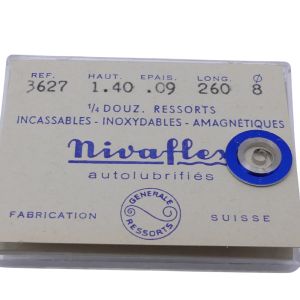 REF. HAUT. EPAIS. LONG. Ø
3627 1.40 .09 260 8
1/4 DOUZ. RESSORTS
INCASSABLES - INOXYDABLES - AMAGNÉTIQUES
nivaflex
autolubrifiés
GENERALE RESSORTS
FABRICATION SUISSE